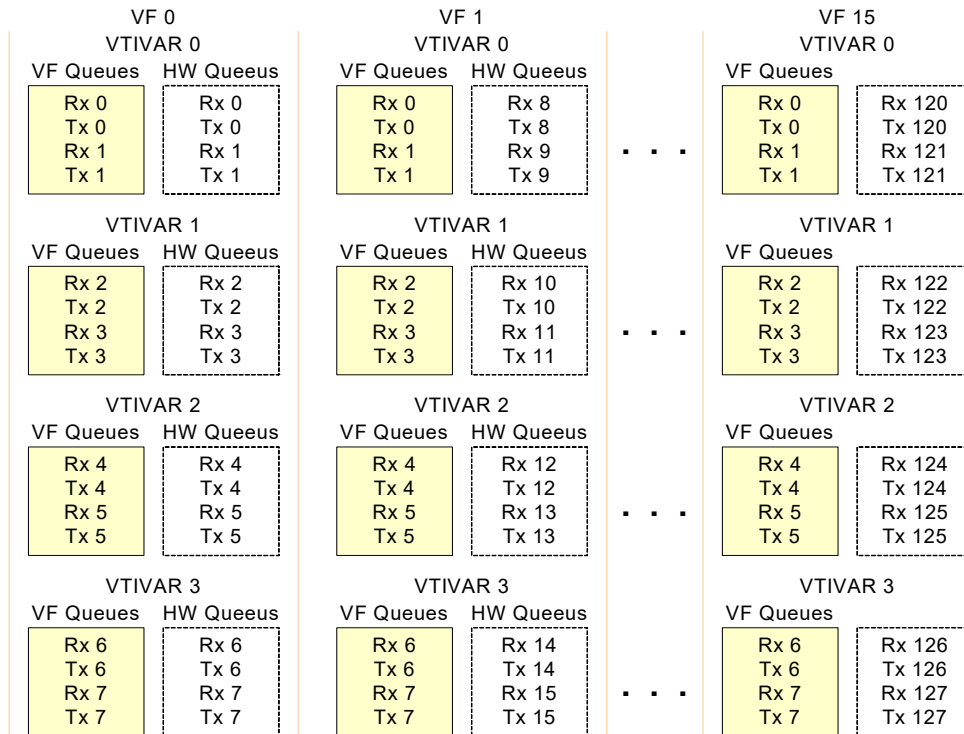 VF 0 VF 1 VF 15
VTIVAR 0 VTIVAR 0 VTIVAR 0
VF Queues HW Queeus VF Queues HW Queeus VF Queues
Rx 0 Rx 0 Rx 0 Rx 8 Rx 0 Rx 120
Tx 0 Tx 0 Tx 0 Tx 8 Tx 0 Tx 120
Rx 1 Rx 1 Rx 1 Rx 9 Rx 1 Rx 121
Tx 1 Tx 1 Tx 1 Tx 9 Tx 1 Tx 121
. . .
VTIVAR 1 VTIVAR 1 VTIVAR 1
VF Queues HW Queeus VF Queues HW Queeus VF Queues
Rx 2 Rx 2 Rx 2 Rx 10 Rx 2 Rx 122
Tx 2 Tx 2 Tx 2 Tx 10 Tx 2 Tx 122
Rx 3 Rx 3 Rx 3 Rx 11 Rx 3 Rx 123
Tx 3 Tx 3 Tx 3 Tx 11 Tx 3 Tx 123
. . .
VTIVAR 2 VTIVAR 2 VTIVAR 2
VF Queues HW Queeus VF Queues HW Queeus VF Queues
Rx 4 Rx 4 Rx 4 Rx 12 Rx 4 Rx 124
Tx 4 Tx 4 Tx 4 Tx 12 Tx 4 Tx 124
Rx 5 Rx 5 Rx 5 Rx 13 Rx 5 Rx 125
Tx 5 Tx 5 Tx 5 Tx 13 Tx 5 Tx 125
. . .
VTIVAR 3 VTIVAR 3 VTIVAR 3
VF Queues HW Queeus VF Queues HW Queeus VF Queues
Rx 6 Rx 6 Rx 6 Rx 14 Rx 6 Rx 126
Tx 6 Tx 6 Tx 6 Tx 14 Tx 6 Tx 126
Rx 7 Rx 7 Rx 7 Rx 15 Rx 7 Rx 127
Tx 7 Tx 7 Tx 7 Tx 15 Tx 7 Tx 127
. . .